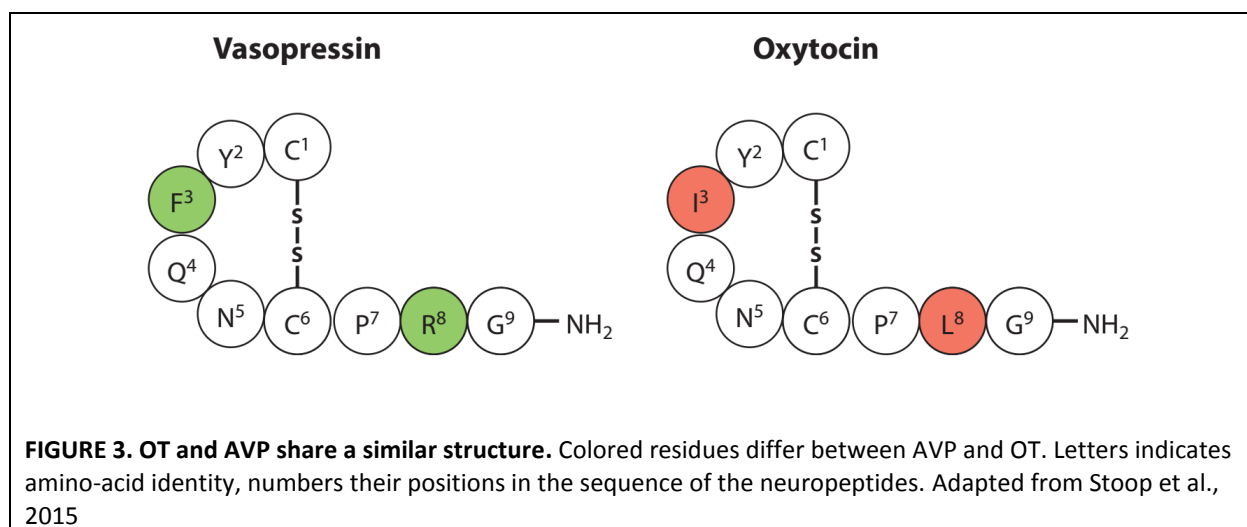 Vasopressin
Y² C¹
F³ S
S
Q⁴
N⁵ C⁶ P⁷ R⁸ G⁹ NH₂
Oxytocin
Y² C¹
I³ S
S
Q⁴
N⁵ C⁶ P⁷ L⁸ G⁹ NH₂
FIGURE 3. OT and AVP share a similar structure. Colored residues differ between AVP and OT. Letters indicates
amino-acid identity, numbers their positions in the sequence of the neuropeptides. Adapted from Stoop et al.,
2015